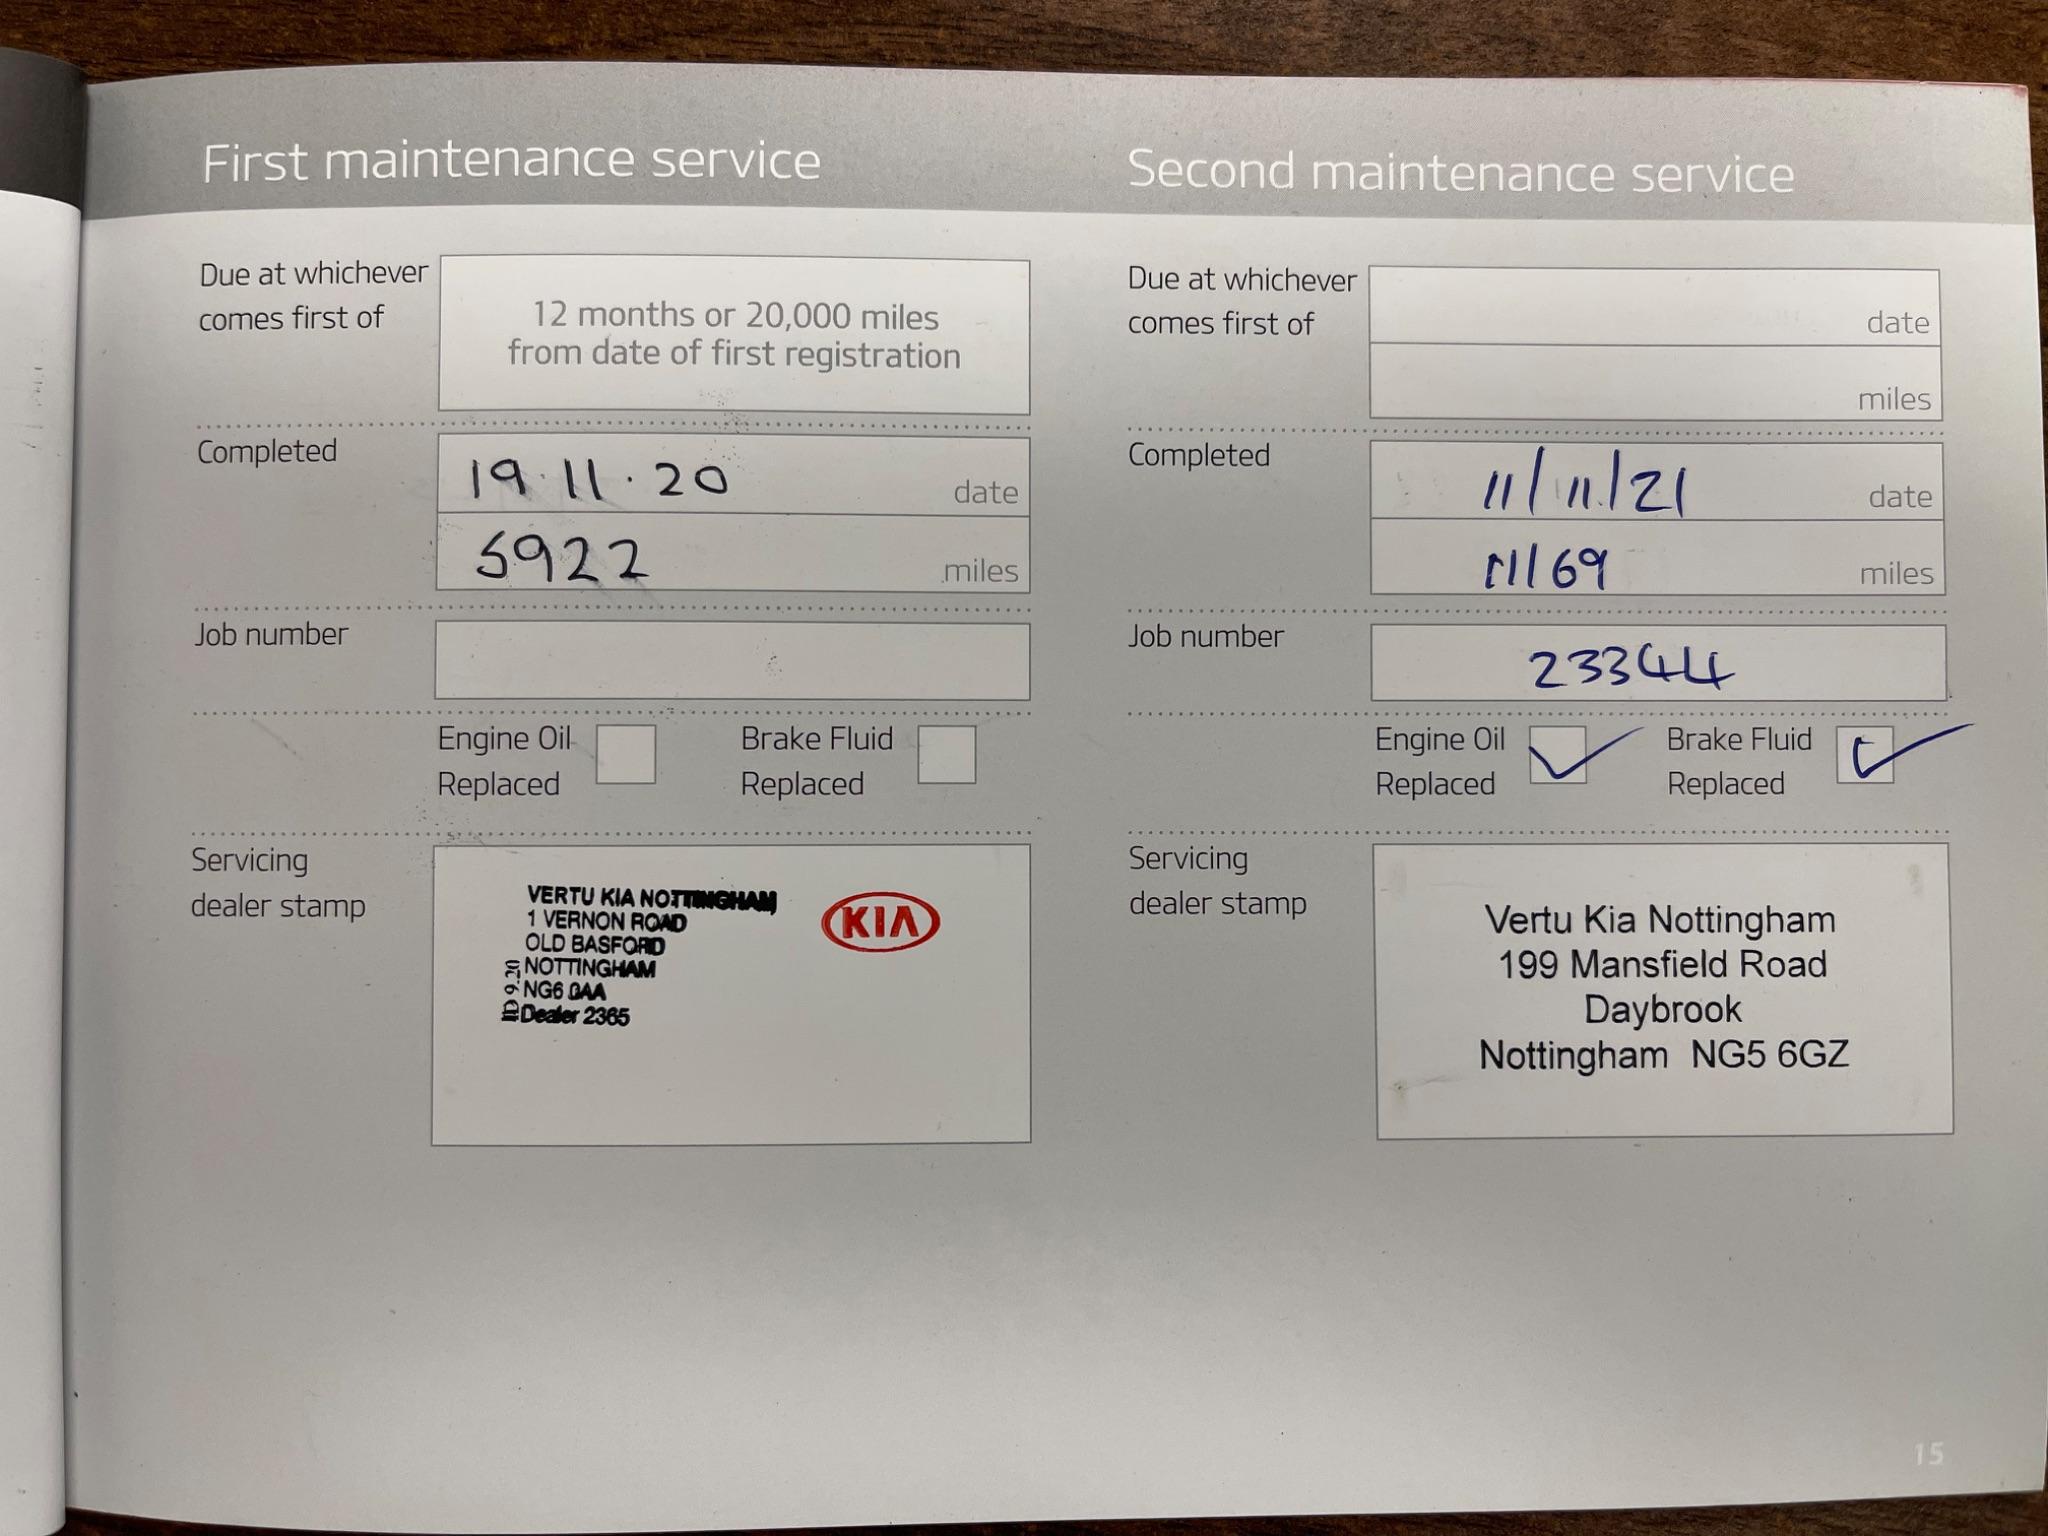 First maintenance service
Due at whichever
comes first of
12 months or 20,000 miles
from date of first registration
Completed
19.11.20
date
5922
miles
Job number
Engine Oil
Replaced
Brake Fluid
Replaced
Servicing
dealer stamp
VERTU KIA NOTTINGHAM
1 VERNON ROAD
OLD BASFORD
NOTTINGHAM
NG6
Dealer 2365
9.20
KIA
Second maintenance service
Due at whichever
comes first of
date
miles
Completed
11/11/21
date
miles
Job number
23344
Engine Oil
Replaced
Brake Fluid
Replaced
Servicing
dealer stamp
Vertu Kia Nottingham
199 Mansfield Road
Daybrook
Nottingham NG5 6GZ
15